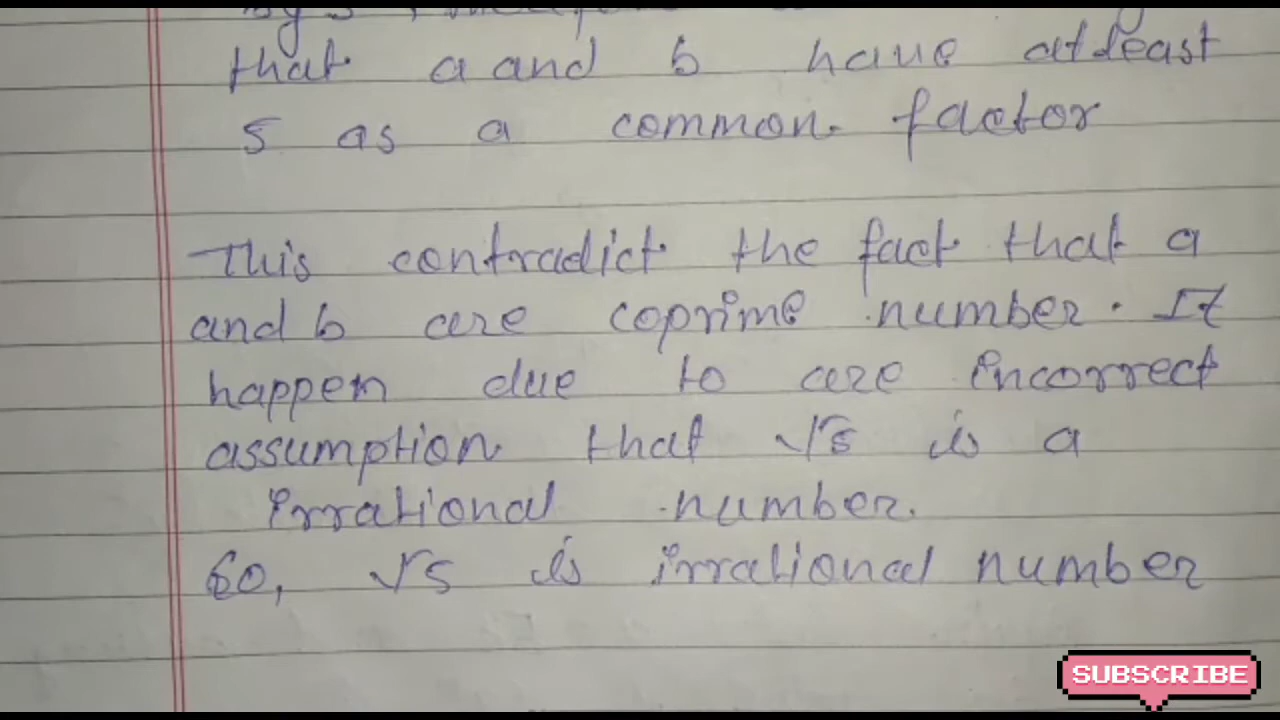 that a and b have atleast
5 as a common factor
This contradict the fact that a
and b are coprime number. It
happen due to are incorrect
assumption that √5 is a
irrational number.
So, √5 is irrational number
SUBSCRIBE